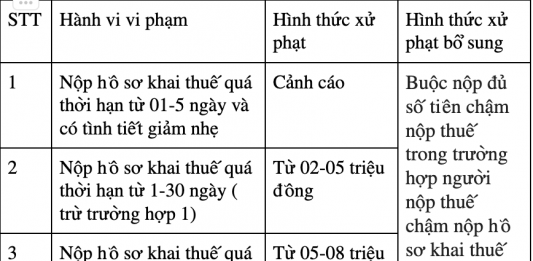 STT
Hành vi vi phạm
Hình thức xử
phạt
Hình thức xử
phạt bổ sung
1
Nộp hồ sơ khai thuế quá
thời hạn từ 01-5 ngày và
có tình tiết giảm nhẹ
Cảnh cáo
Buộc nộp đủ
số tiền chậm
nộp thuế
trong trường
hợp người
nộp thuế
chậm nộp hồ
sơ khai thuế
2
Nộp hồ sơ khai thuế quá
thời hạn từ 1-30 ngày (
trừ trường hợp 1)
Từ 02-05 triệu
đồng
3
Nộp hồ sơ khai thuế quá
Từ 05-08 triệu